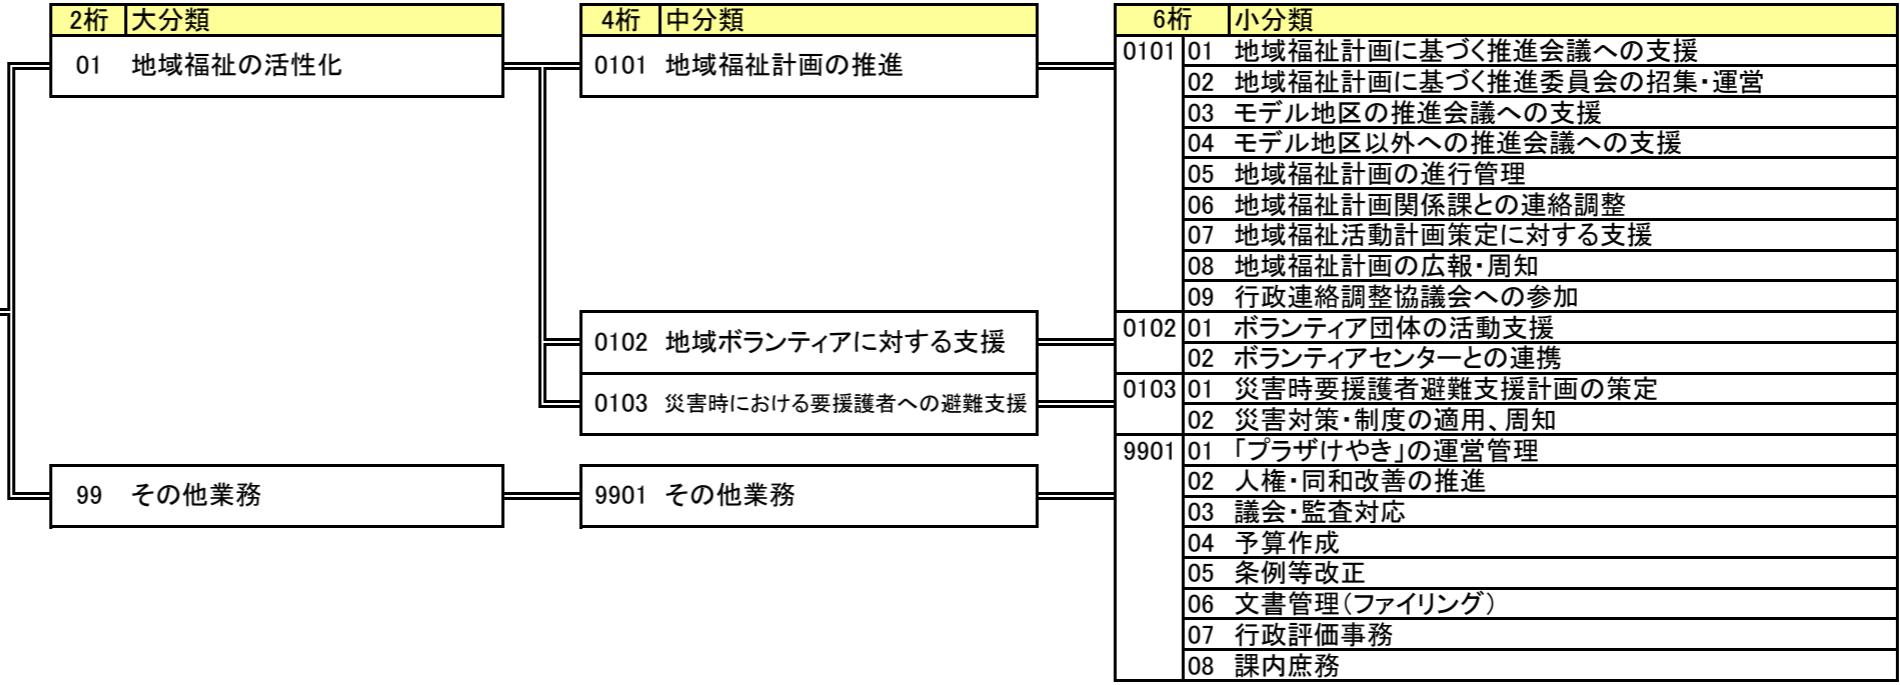 2桁 大分類 4桁 中分類 6桁 小分類
01 地域福祉の活性化 0101 地域福祉計画の推進 0101 01 地域福祉計画に基づく推進会議への支援
02 地域福祉計画に基づく推進委員会の招集・運営
03 モデル地区の推進会議への支援
04 モデル地区以外への推進会議への支援
05 地域福祉計画の進行管理
06 地域福祉計画関係課との連絡調整
07 地域福祉活動計画策定に対する支援
08 地域福祉計画の広報・周知
09 行政連絡調整協議会への参加
0102 地域ボランティアに対する支援 0102 01 ボランティア団体の活動支援
02 ボランティアセンターとの連携
0103 災害時における要援護者への避難支援 0103 01 災害時要援護者避難支援計画の策定
02 災害対策・制度の適用、周知
9901 01 「プラザけやき」の運営管理
99 その他業務 9901 その他業務 02 人権・同和改善の推進
03 議会・監査対応
04 予算作成
05 条例等改正
06 文書管理(ファイリング)
07 行政評価事務
08 課内庶務